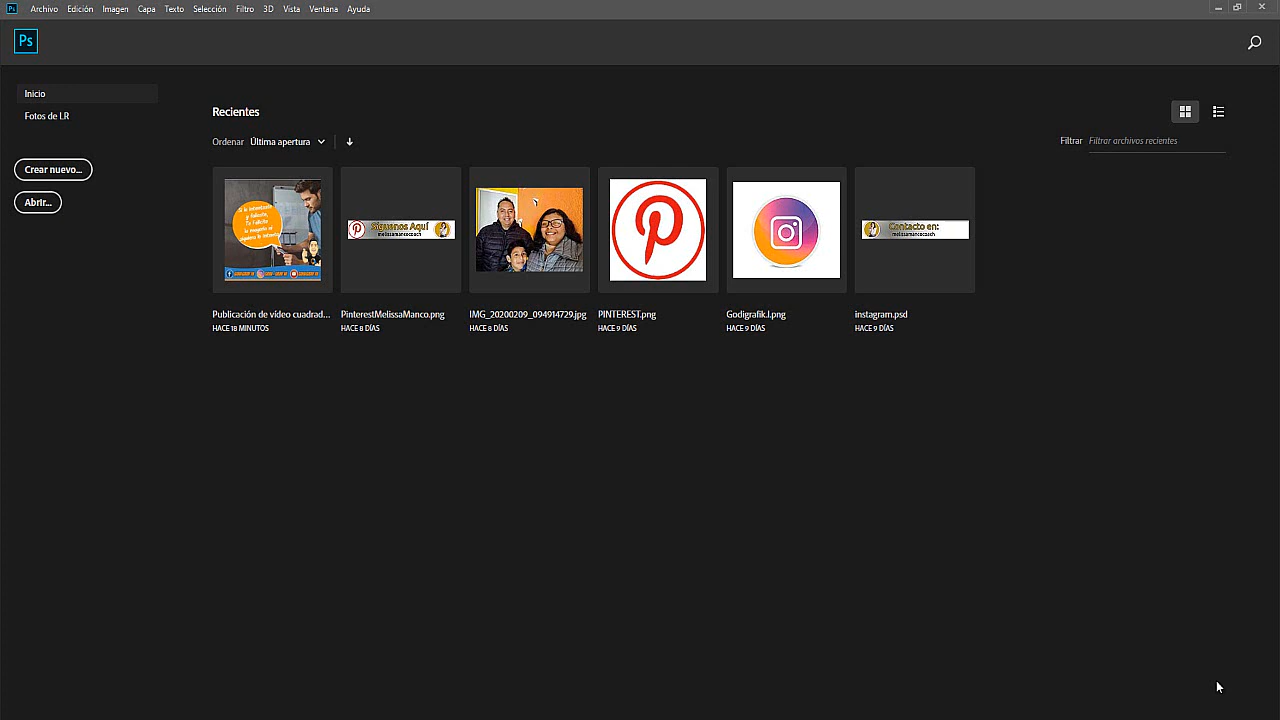 Ps Archivo Edición Imagen Capa Texto Selección Filtro 3D Vista Ventana Ayuda
Ps
Inicio
Fotos de LR
Crear nuevo...
Abrir...
Recientes
Ordenar Última apertura
Filtrar Filtrar archivos recientes
Síguenos Aquí
melissamancocoach
Contacto en:
melissamancocoach
Publicación de vídeo cuadrad...
HACE 18 MINUTOS
PinterestMelissaManco.png
HACE 8 DÍAS
IMG_20200209_094914729.jpg
HACE 8 DÍAS
PINTEREST.png
HACE 9 DÍAS
Godigrafik.l.png
HACE 9 DÍAS
instagram.psd
HACE 9 DÍAS